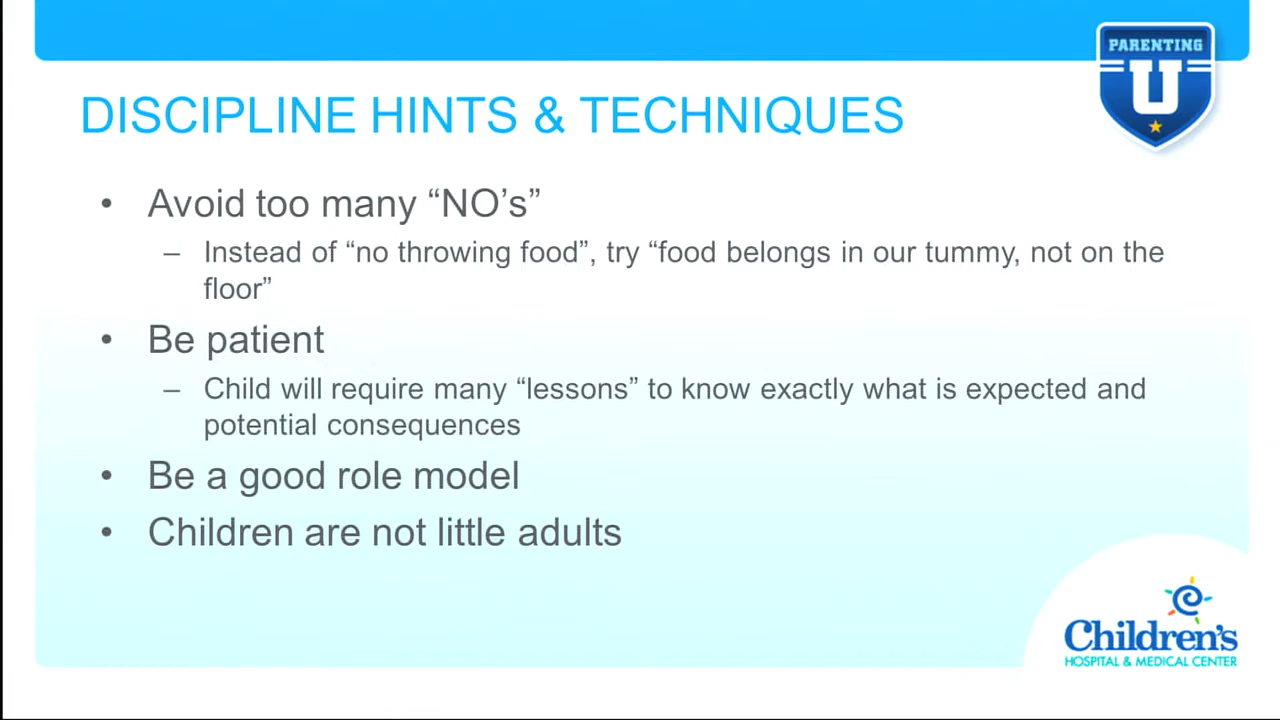 PARENTING
U
DISCIPLINE HINTS & TECHNIQUES
• Avoid too many “NO’s”
– Instead of “no throwing food”, try “food belongs in our tummy, not on the
floor”
• Be patient
– Child will require many “lessons” to know exactly what is expected and
potential consequences
• Be a good role model
• Children are not little adults
Children's
HOSPITAL & MEDICAL CENTER